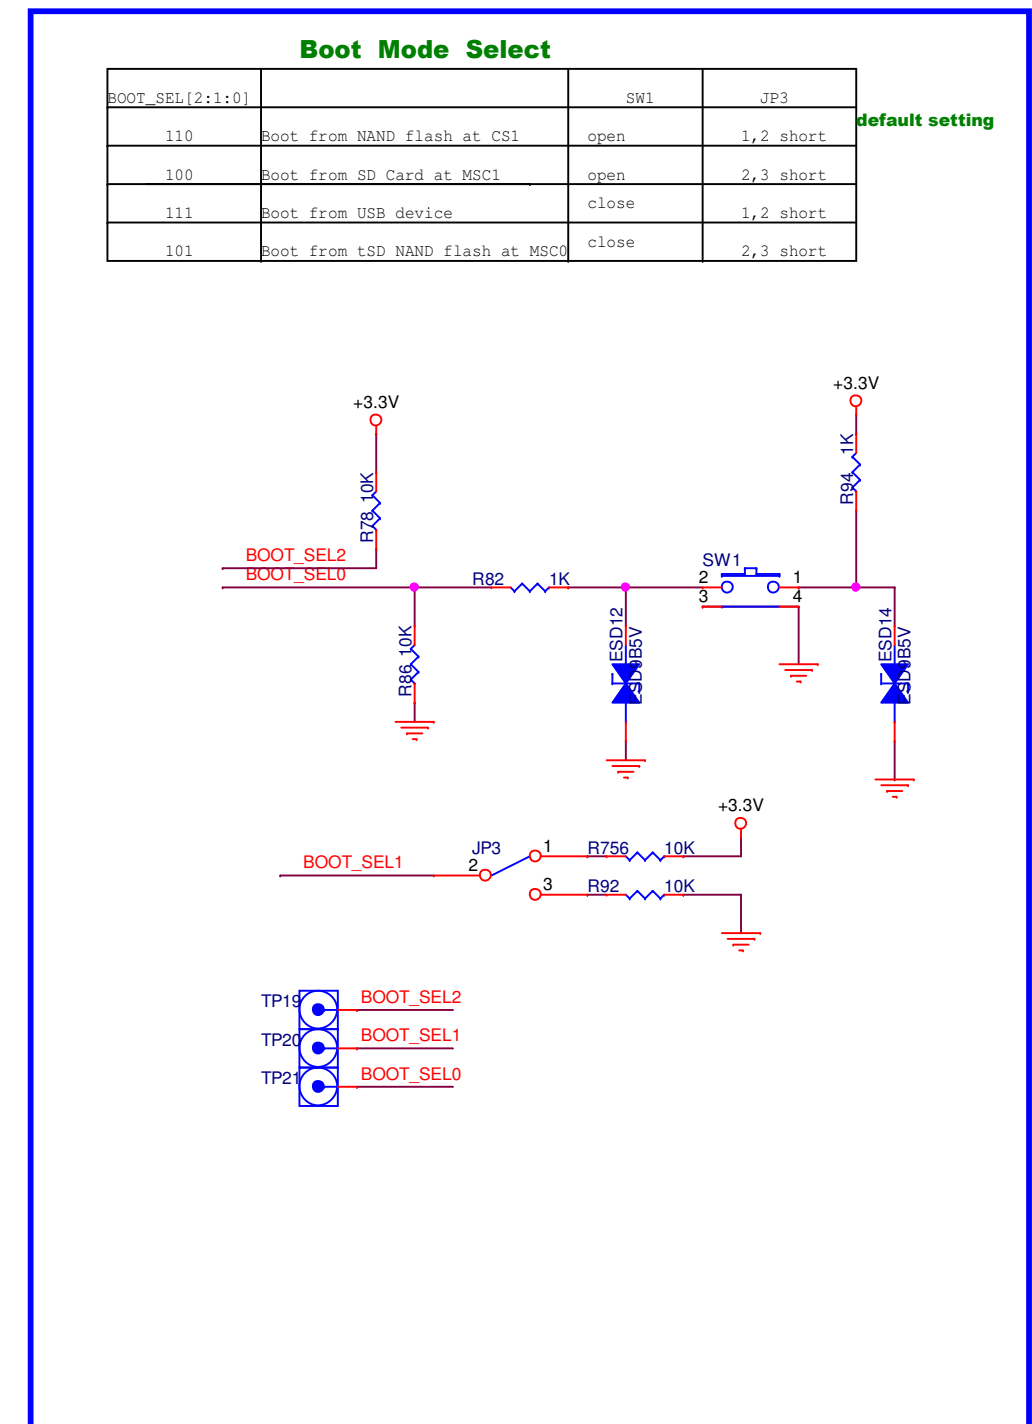 Boot Mode Select
BOOT_SEL[2:1:0] SW1 JP3
default setting
110 Boot from NAND flash at CS1 open 1,2 short
100 Boot from SD Card at MSC1 open 2,3 short
111 Boot from USB device close 1,2 short
101 Boot from tSD NAND flash at MSC0 close 2,3 short
+3.3V
+3.3V
R78 10K
R94 1K
BOOT_SEL2
BOOT_SEL0
R82 1K
SW1
2 1
3 4
R86 10K
ESD12
ESD9B5V
ESD14
ESD9B5V
+3.3V
JP3
1 R756 10K
BOOT_SEL1 2
3 R92 10K
TP19 BOOT_SEL2
TP20 BOOT_SEL1
TP21 BOOT_SEL0